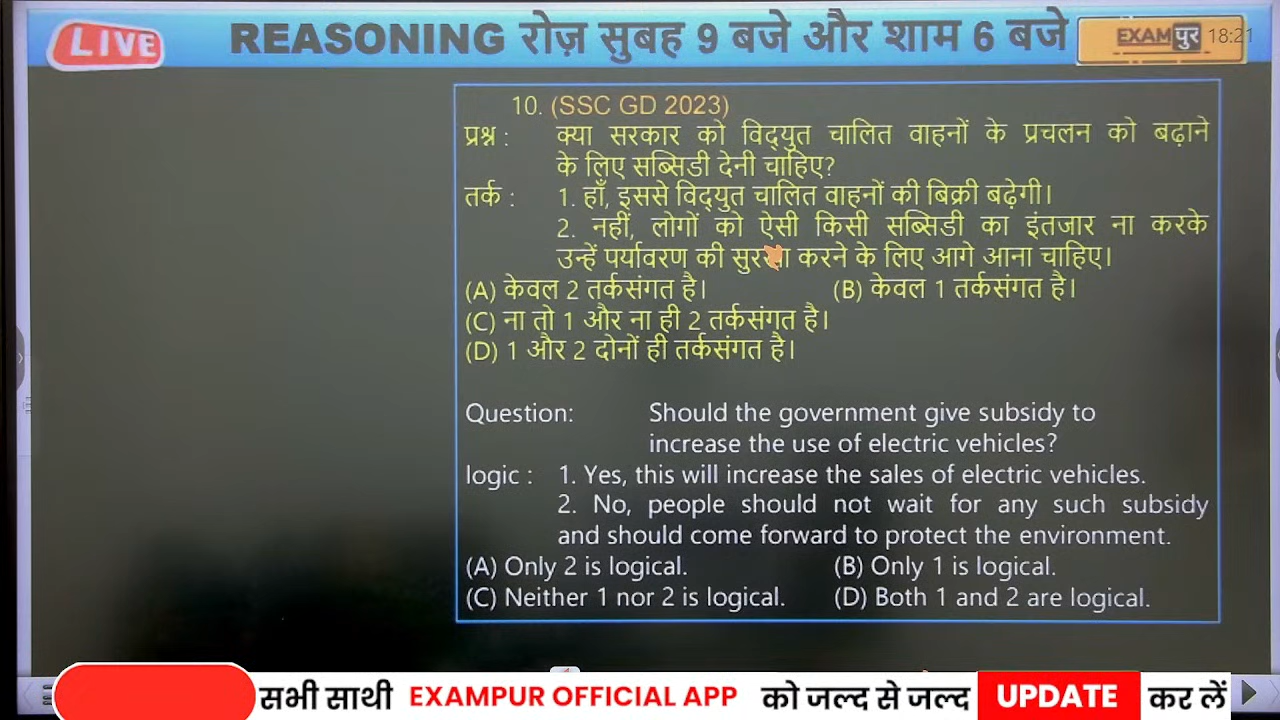 LIVE
REASONING रोज़ सुबह 9 बजे और शाम 6 बजे
EXAMपुर 18:21
10. (SSC GD 2023)
प्रश्न : क्या सरकार को विद्युत चालित वाहनों के प्रचलन को बढ़ाने
के लिए सब्सिडी देनी चाहिए?
तर्क : 1. हाँ, इससे विद्युत चालित वाहनों की बिक्री बढ़ेगी।
2. नहीं, लोगों को ऐसी किसी सब्सिडी का इंतजार ना करके
उन्हें पर्यावरण की सुरक्षा करने के लिए आगे आना चाहिए।
(A) केवल 2 तर्कसंगत है। (B) केवल 1 तर्कसंगत है।
(C) ना तो 1 और ना ही 2 तर्कसंगत है।
(D) 1 और 2 दोनों ही तर्कसंगत है।
Question: Should the government give subsidy to
increase the use of electric vehicles?
logic : 1. Yes, this will increase the sales of electric vehicles.
2. No, people should not wait for any such subsidy
and should come forward to protect the environment.
(A) Only 2 is logical. (B) Only 1 is logical.
(C) Neither 1 nor 2 is logical. (D) Both 1 and 2 are logical.
सभी साथी EXAMPUR OFFICIAL APP को जल्द से जल्द UPDATE कर लें